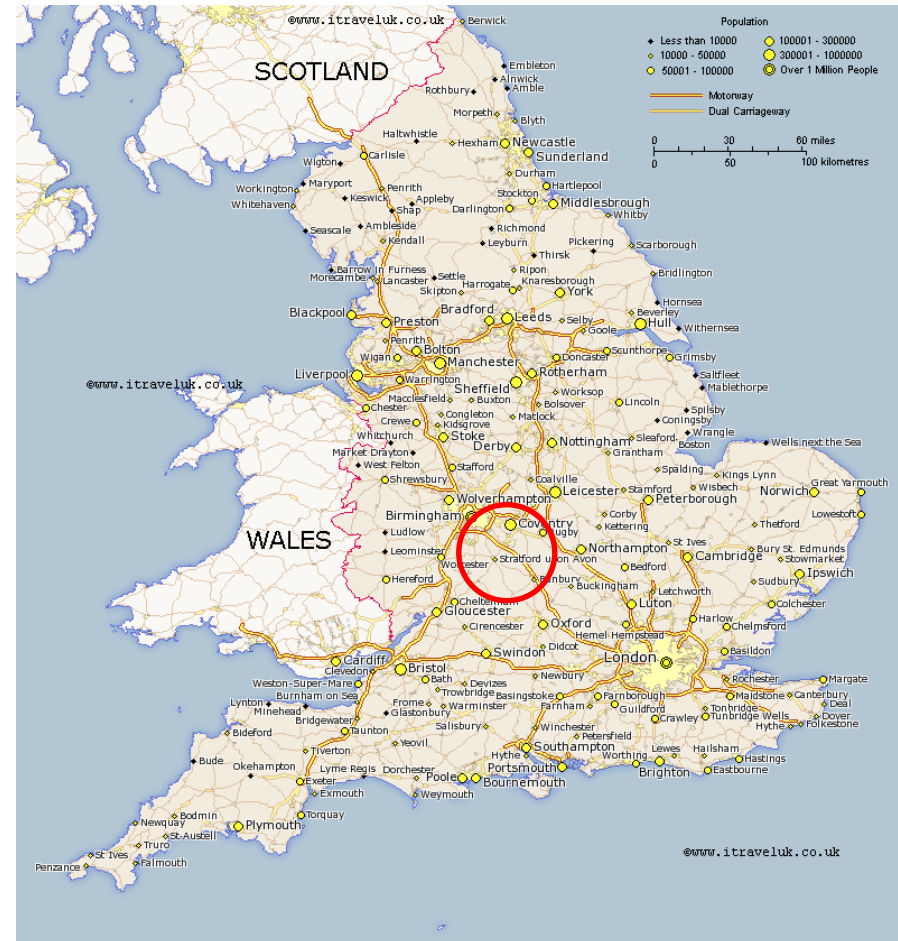 ©www.itraveluk.co.uk
Berwick
Population
Less than 10000
100001 - 300000
10000 - 50000
300001 - 1000000
50001 - 100000
Over 1 Million People
Motorway
Dual Carriageway
0 30 60 miles
0 50 100 kilometres
SCOTLAND
Embleton
Alnwick
Amble
Rothbury
Morpeth
Blyth
Haltwhistle
Hexham
Newcastle
Carlisle
Sunderland
Wigton
Durham
Maryport
Penrith
Hartlepool
Workington
Keswick
Appleby
Stockton
Whitehaven
Shap
Darlington
Middlesbrough
Whitby
Seascale
Ambleside
Richmond
Kendall
Leyburn
Pickering
Scarborough
Thirsk
Barrow In Furness
Ripon
Bridlington
Morecambe
Lancaster
Settle
Knaresborough
Harrogate
Skipton
York
Hornsea
Blackpool
Bradford
Leeds
Selby
Beverley
Preston
Goole
Hull
Withernsea
Penrith
Bolton
Wigan
Manchester
Doncaster
Scunthorpe
Grimsby
Liverpool
Warrington
Rotherham
Saltfleet
©www.itraveluk.co.uk
Sheffield
Mablethorpe
Macclesfield
Buxton
Worksop
Chester
Bolsover
Lincoln
Spilsby
Congleton
Matlock
Coningsby
Crewe
Kidsgrove
Whitchurch
Stoke
Nottingham
Sleaford
Wrangle
Derby
Boston
Wells next the Sea
Market Drayton
Grantham
West Felton
Stafford
Spalding
Kings Lynn
Shrewsbury
Coalville
Great Yarmouth
Leicester
Stamford
Wisbech
Norwich
Wolverhampton
Peterborough
Birmingham
Corby
Lowestoft
Coventry
Rugby
Kettering
Thetford
Ludlow
WALES
St Ives
Leominster
Northampton
Cambridge
Bury St. Edmunds
Worcester
Stratford upon Avon
Stowmarket
Bedford
Hereford
Banbury
Ipswich
Buckingham
Sudbury
Letchworth
Cheltenham
Luton
Colchester
Gloucester
Harlow
Cirencester
Oxford
Chelmsford
Hemel Hempstead
Didcot
Basildon
Cardiff
Swindon
London
Clevedon
Bristol
Newbury
Rochester
Margate
Weston-Super-Mare
Bath
Devizes
Burnham on Sea
Trowbridge
Basingstoke
Farnborough
Maidstone
Canterbury
Lynton
Minehead
Frome
Warminster
Farnham
Guildford
Tonbridge
Deal
Glastonbury
Bridgewater
Crawley
Tunbridge Wells
Dover
Hythe
Folkestone
Bideford
Taunton
Salisbury
Winchester
Petersfield
Yeovil
Tiverton
Southampton
Worthing
Lewes
Hailsham
Hythe
Hastings
Bude
Okehampton
Lyme Regis
Dorchester
Portsmouth
Brighton
Eastbourne
Exeter
Poole
Bournemouth
Exmouth
Weymouth
Bodmin
Torquay
Newquay
Plymouth
St Austell
Truro
St Ives
©www.itraveluk.co.uk
Penzance
Falmouth